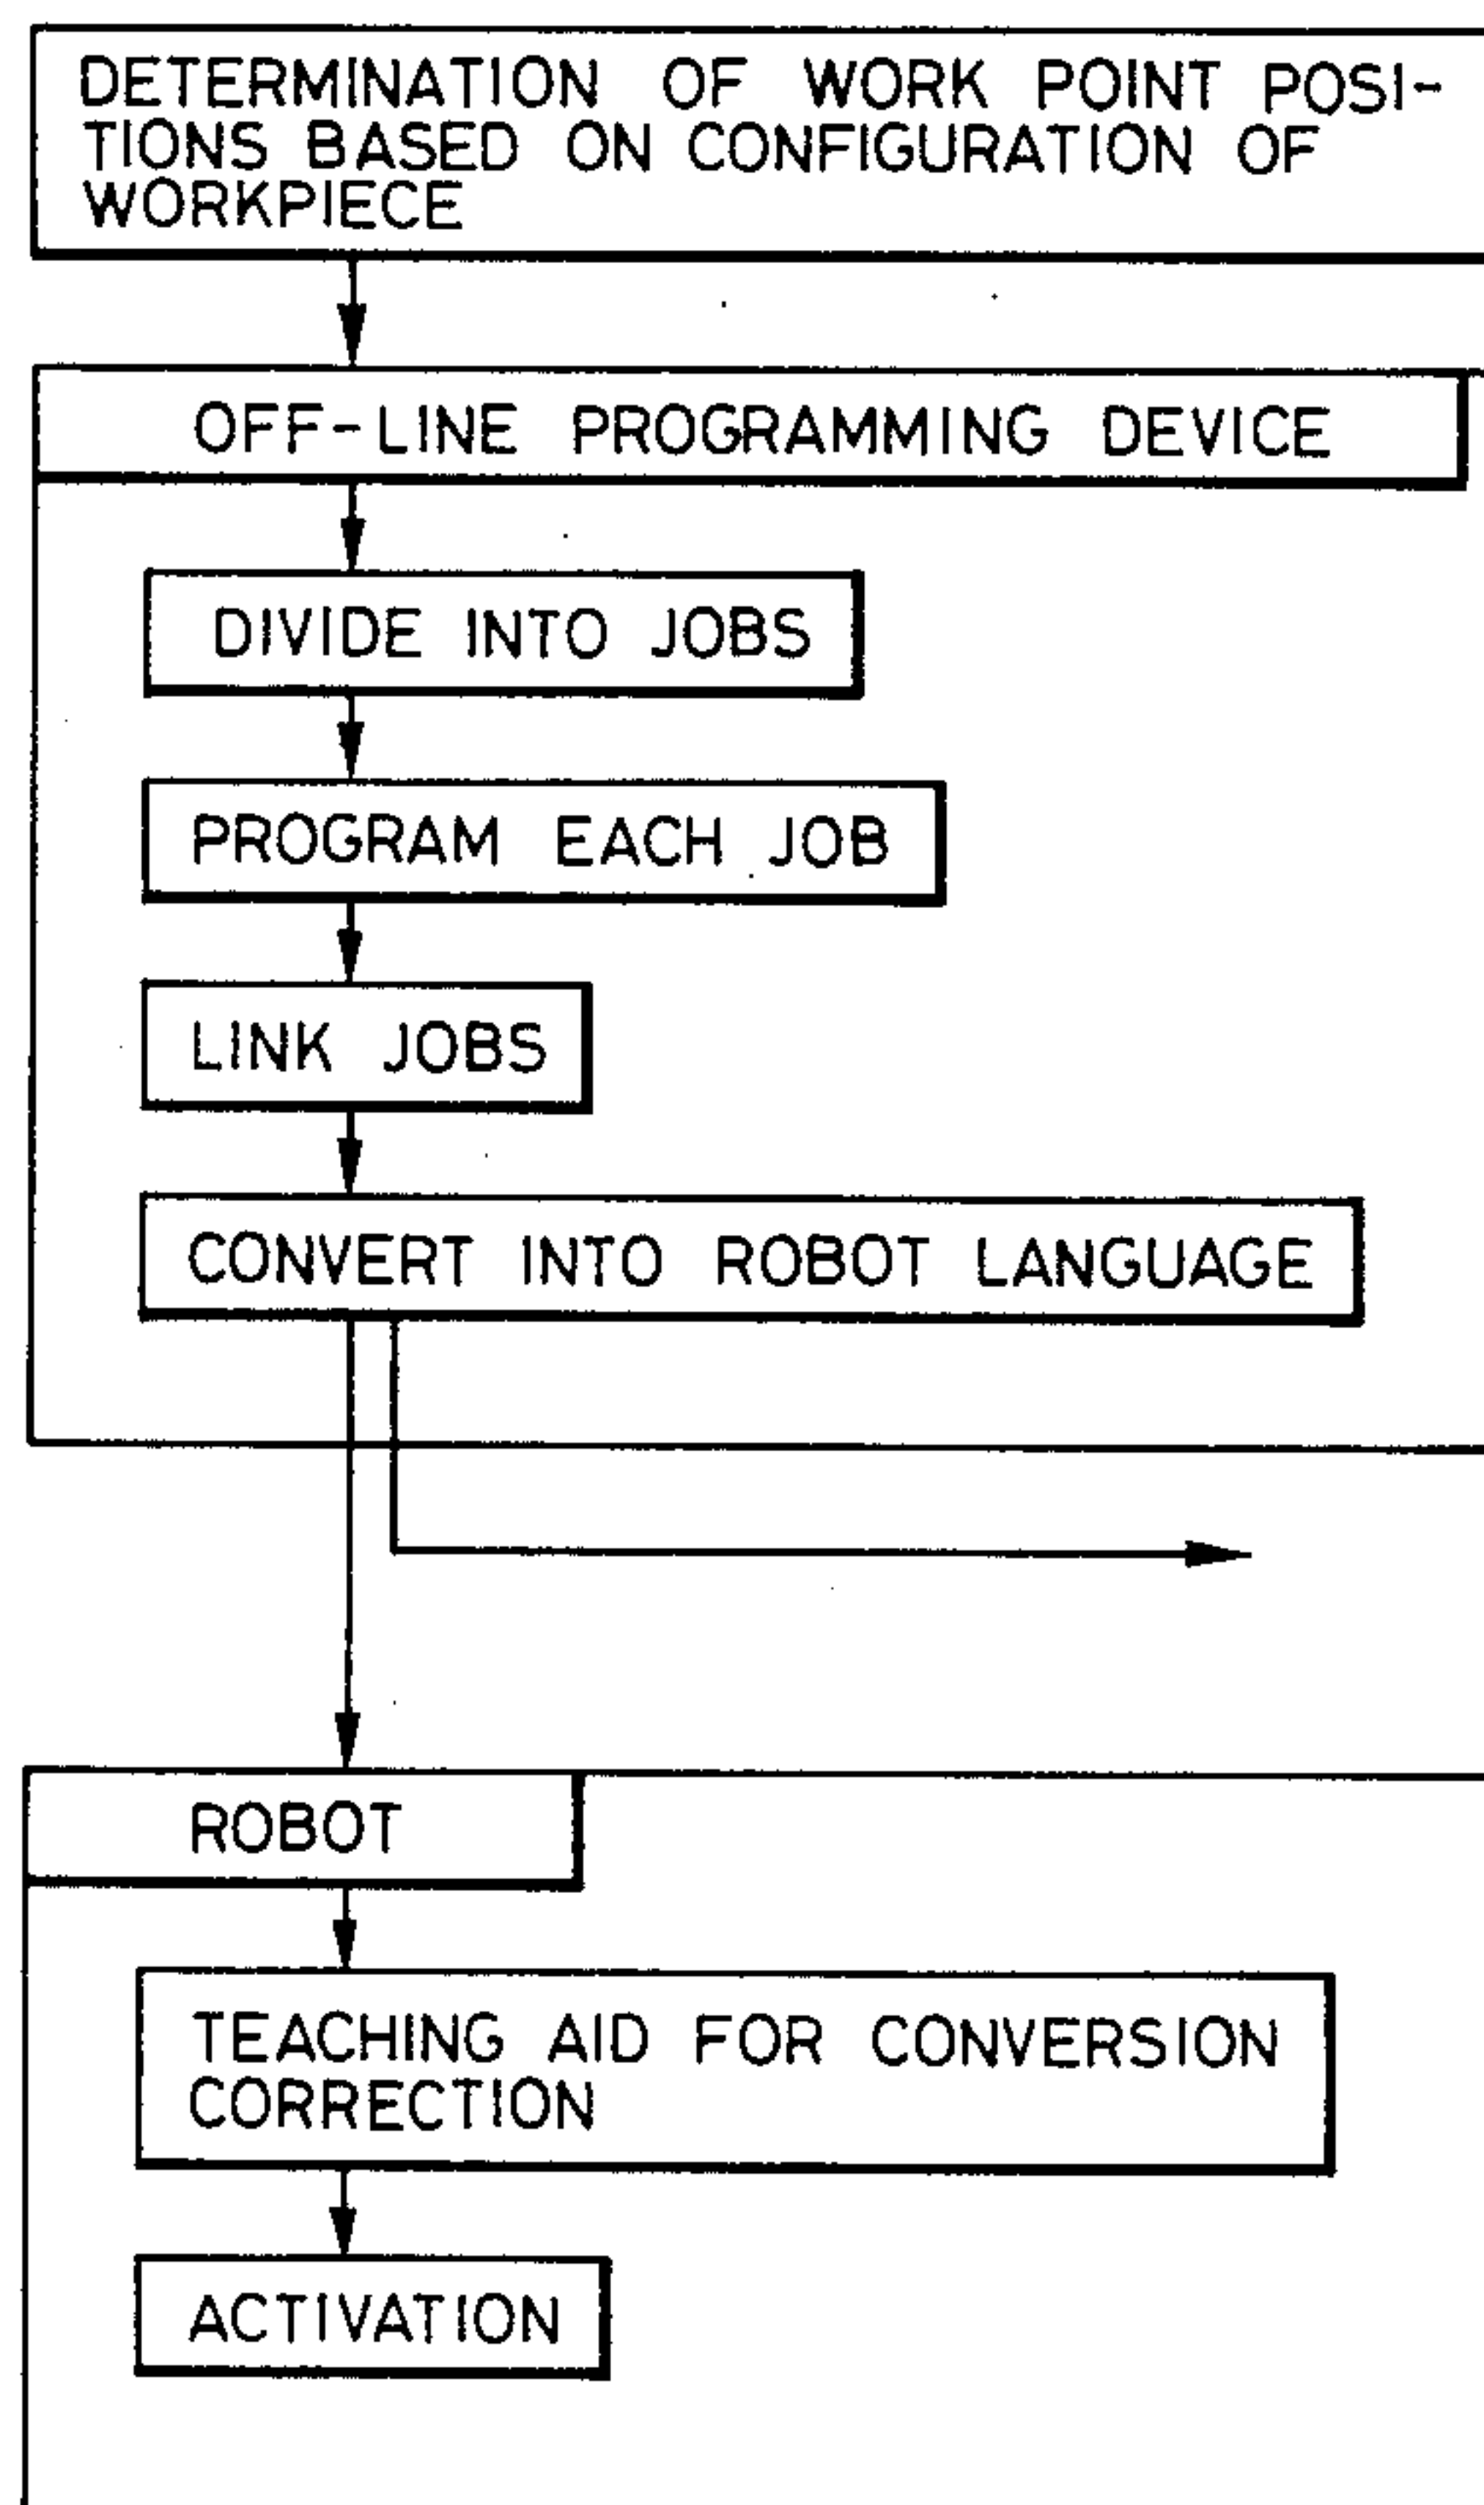 DETERMINATION OF WORK POINT POSI-
TIONS BASED ON CONFIGURATION OF
WORKPIECE
OFF-LINE PROGRAMMING DEVICE
DIVIDE INTO JOBS
PROGRAM EACH JOB
LINK JOBS
CONVERT INTO ROBOT LANGUAGE
ROBOT
TEACHING AID FOR CONVERSION
CORRECTION
ACTIVATION